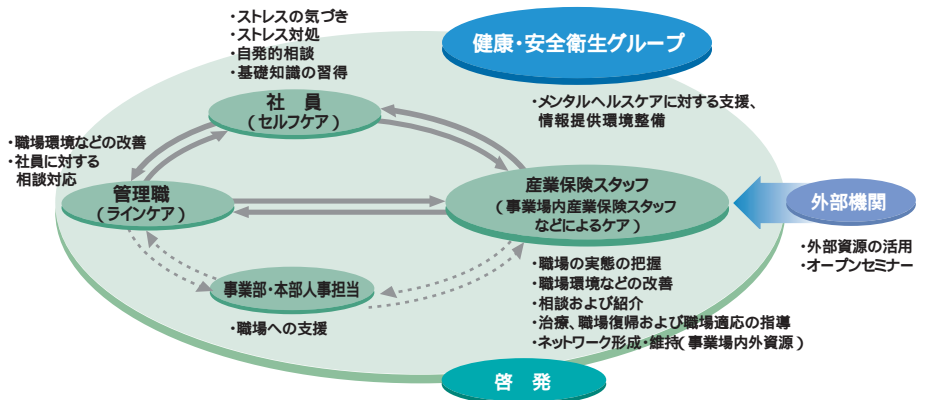 ・ストレスの気づき
・ストレス対処
・自発的相談
・基礎知識の習得
健康・安全衛生グループ
社　員
（セルフケア）
・メンタルヘルスケアに対する支援、
情報提供環境整備
・職場環境などの改善
・社員に対する
相談対応
管理職
（ラインケア）
産業保険スタッフ
（事業場内産業保険スタッフ
などによるケア）
外部機関
・外部資源の活用
・オープンセミナー
事業部・本部人事担当
・職場への支援
・職場の実態の把握
・職場環境などの改善
・相談および紹介
・治療、職場復帰および職場適応の指導
・ネットワーク形成・維持（事業場内外資源）
啓　発